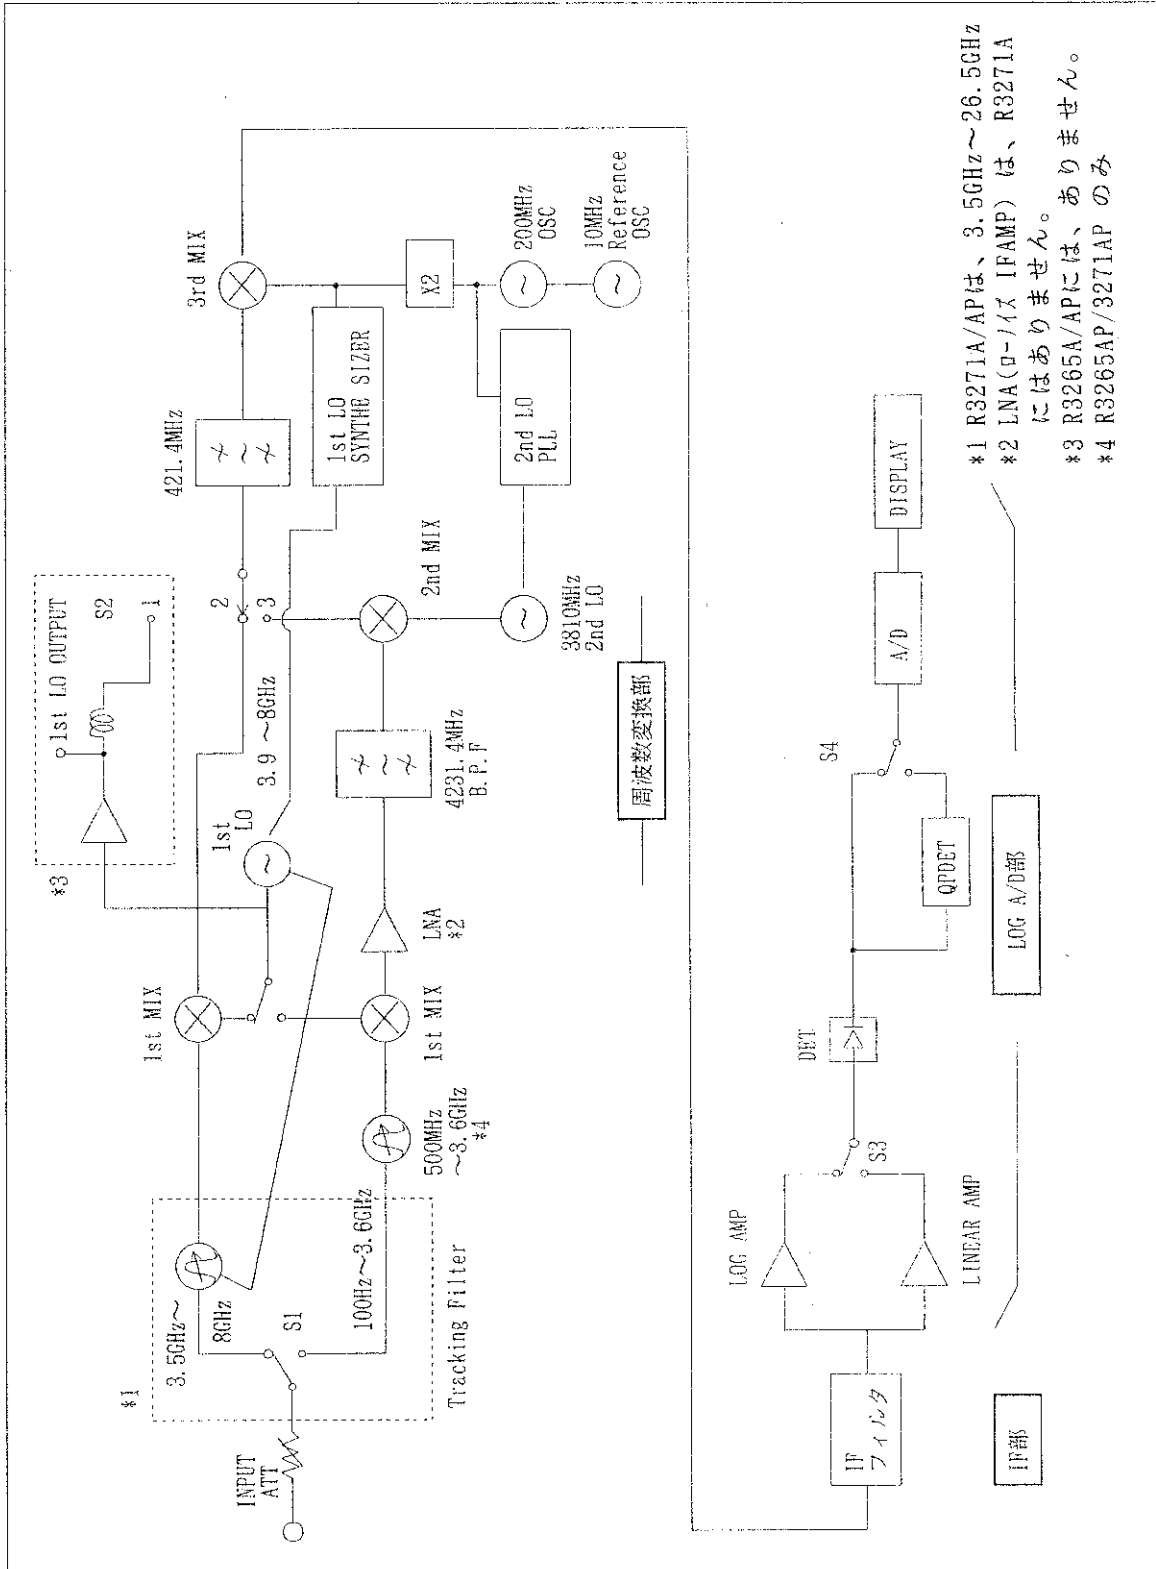 *1
INPUT
ATT
3.5GHz～
8GHz
S1
100Hz～3.6GHz
Tracking Filter
500MHz
～3.6GHz
*4
1st MIX
1st MIX
LNA
*2
*3
1st LO OUTPUT
S2
1
1st
LO
3.9 ～8GHz
2
3
4231.4MHz
B.P.F
2nd MIX
3810MHz
2nd LO
421.4MHz
3rd MIX
1st LO
SYNTHE SIZER
2nd LO
PLL
X2
200MHz
OSC
10MHz
Reference
OSC
周波数変換部
IF
フィルタ
LOG AMP
LINEAR AMP
S3
DET
QPDET
S4
A/D
DISPLAY
IF部
LOG A/D部
*1 R3271A/APは、3.5GHz～26.5GHz
*2 LNA(ローノイズ IFAMP) は、R3271A
にはありません。
*3 R3265A/APには、ありません。
*4 R3265AP/3271AP のみ